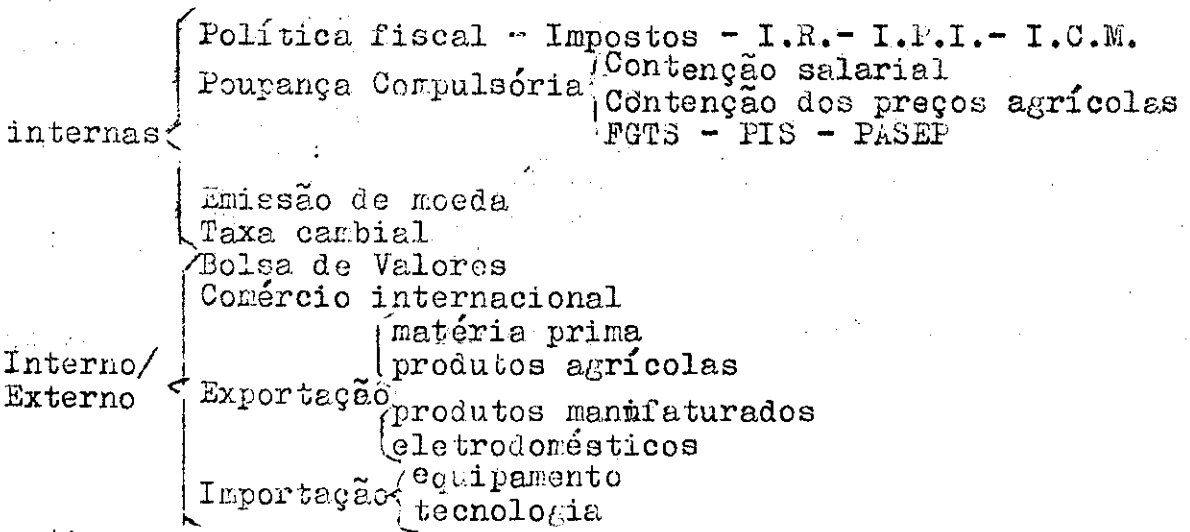 Política fiscal - Impostos - I.R.- I.P.I.- I.C.M.
Poupança Compulsória
Contenção salarial
Contenção dos preços agrícolas
FGTS - PIS - PASEP
internas
Emissão de moeda
Taxa cambial
Bolsa de Valores
Comércio internacional
matéria prima
produtos agrícolas
Interno/
Externo
Exportação
produtos manufaturados
eletrodomésticos
Importação
equipamento
tecnologia